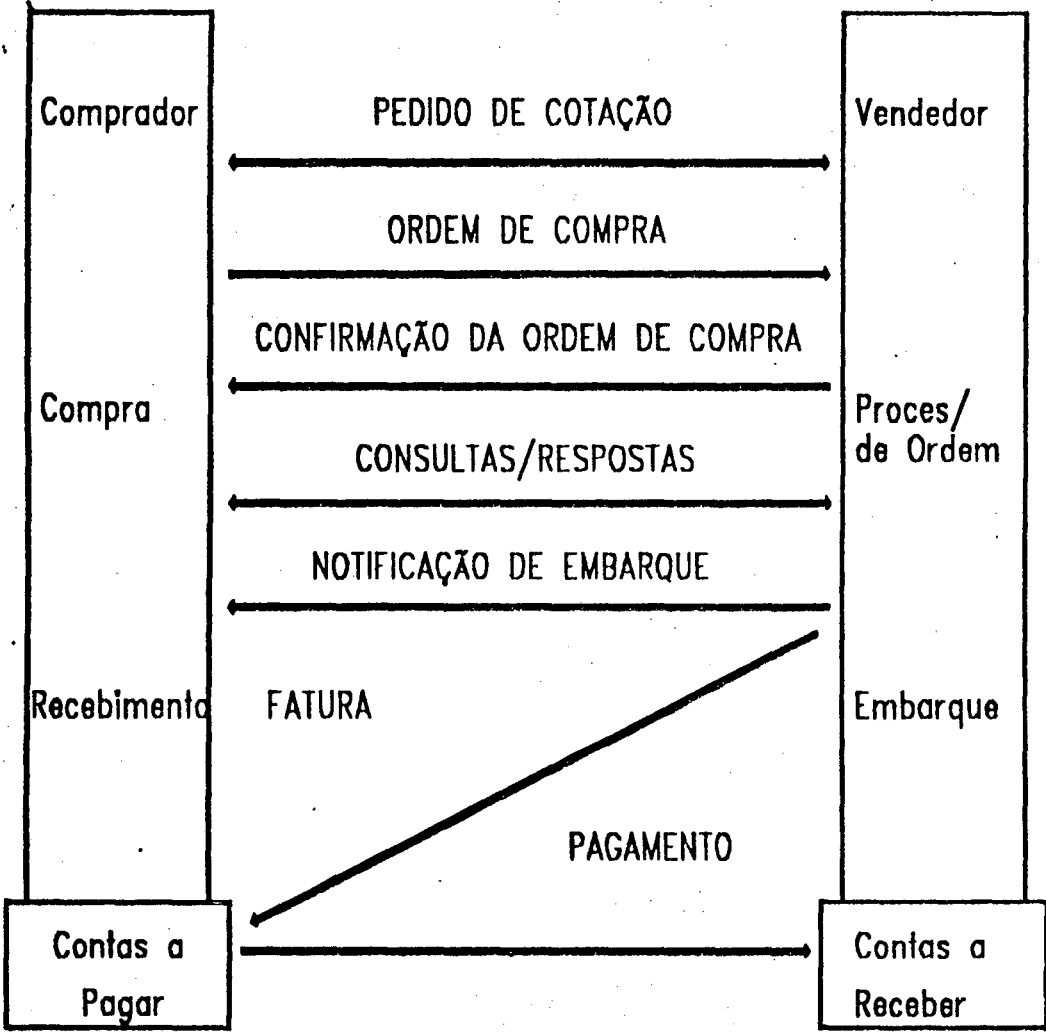 Comprador
PEDIDO DE COTAÇÃO
Vendedor
ORDEM DE COMPRA
CONFIRMAÇÃO DA ORDEM DE COMPRA
Compra
Proces/
de Ordem
CONSULTAS/RESPOSTAS
NOTIFICAÇÃO DE EMBARQUE
Recebimento
FATURA
Embarque
PAGAMENTO
Contas a
Pagar
Contas a
Receber